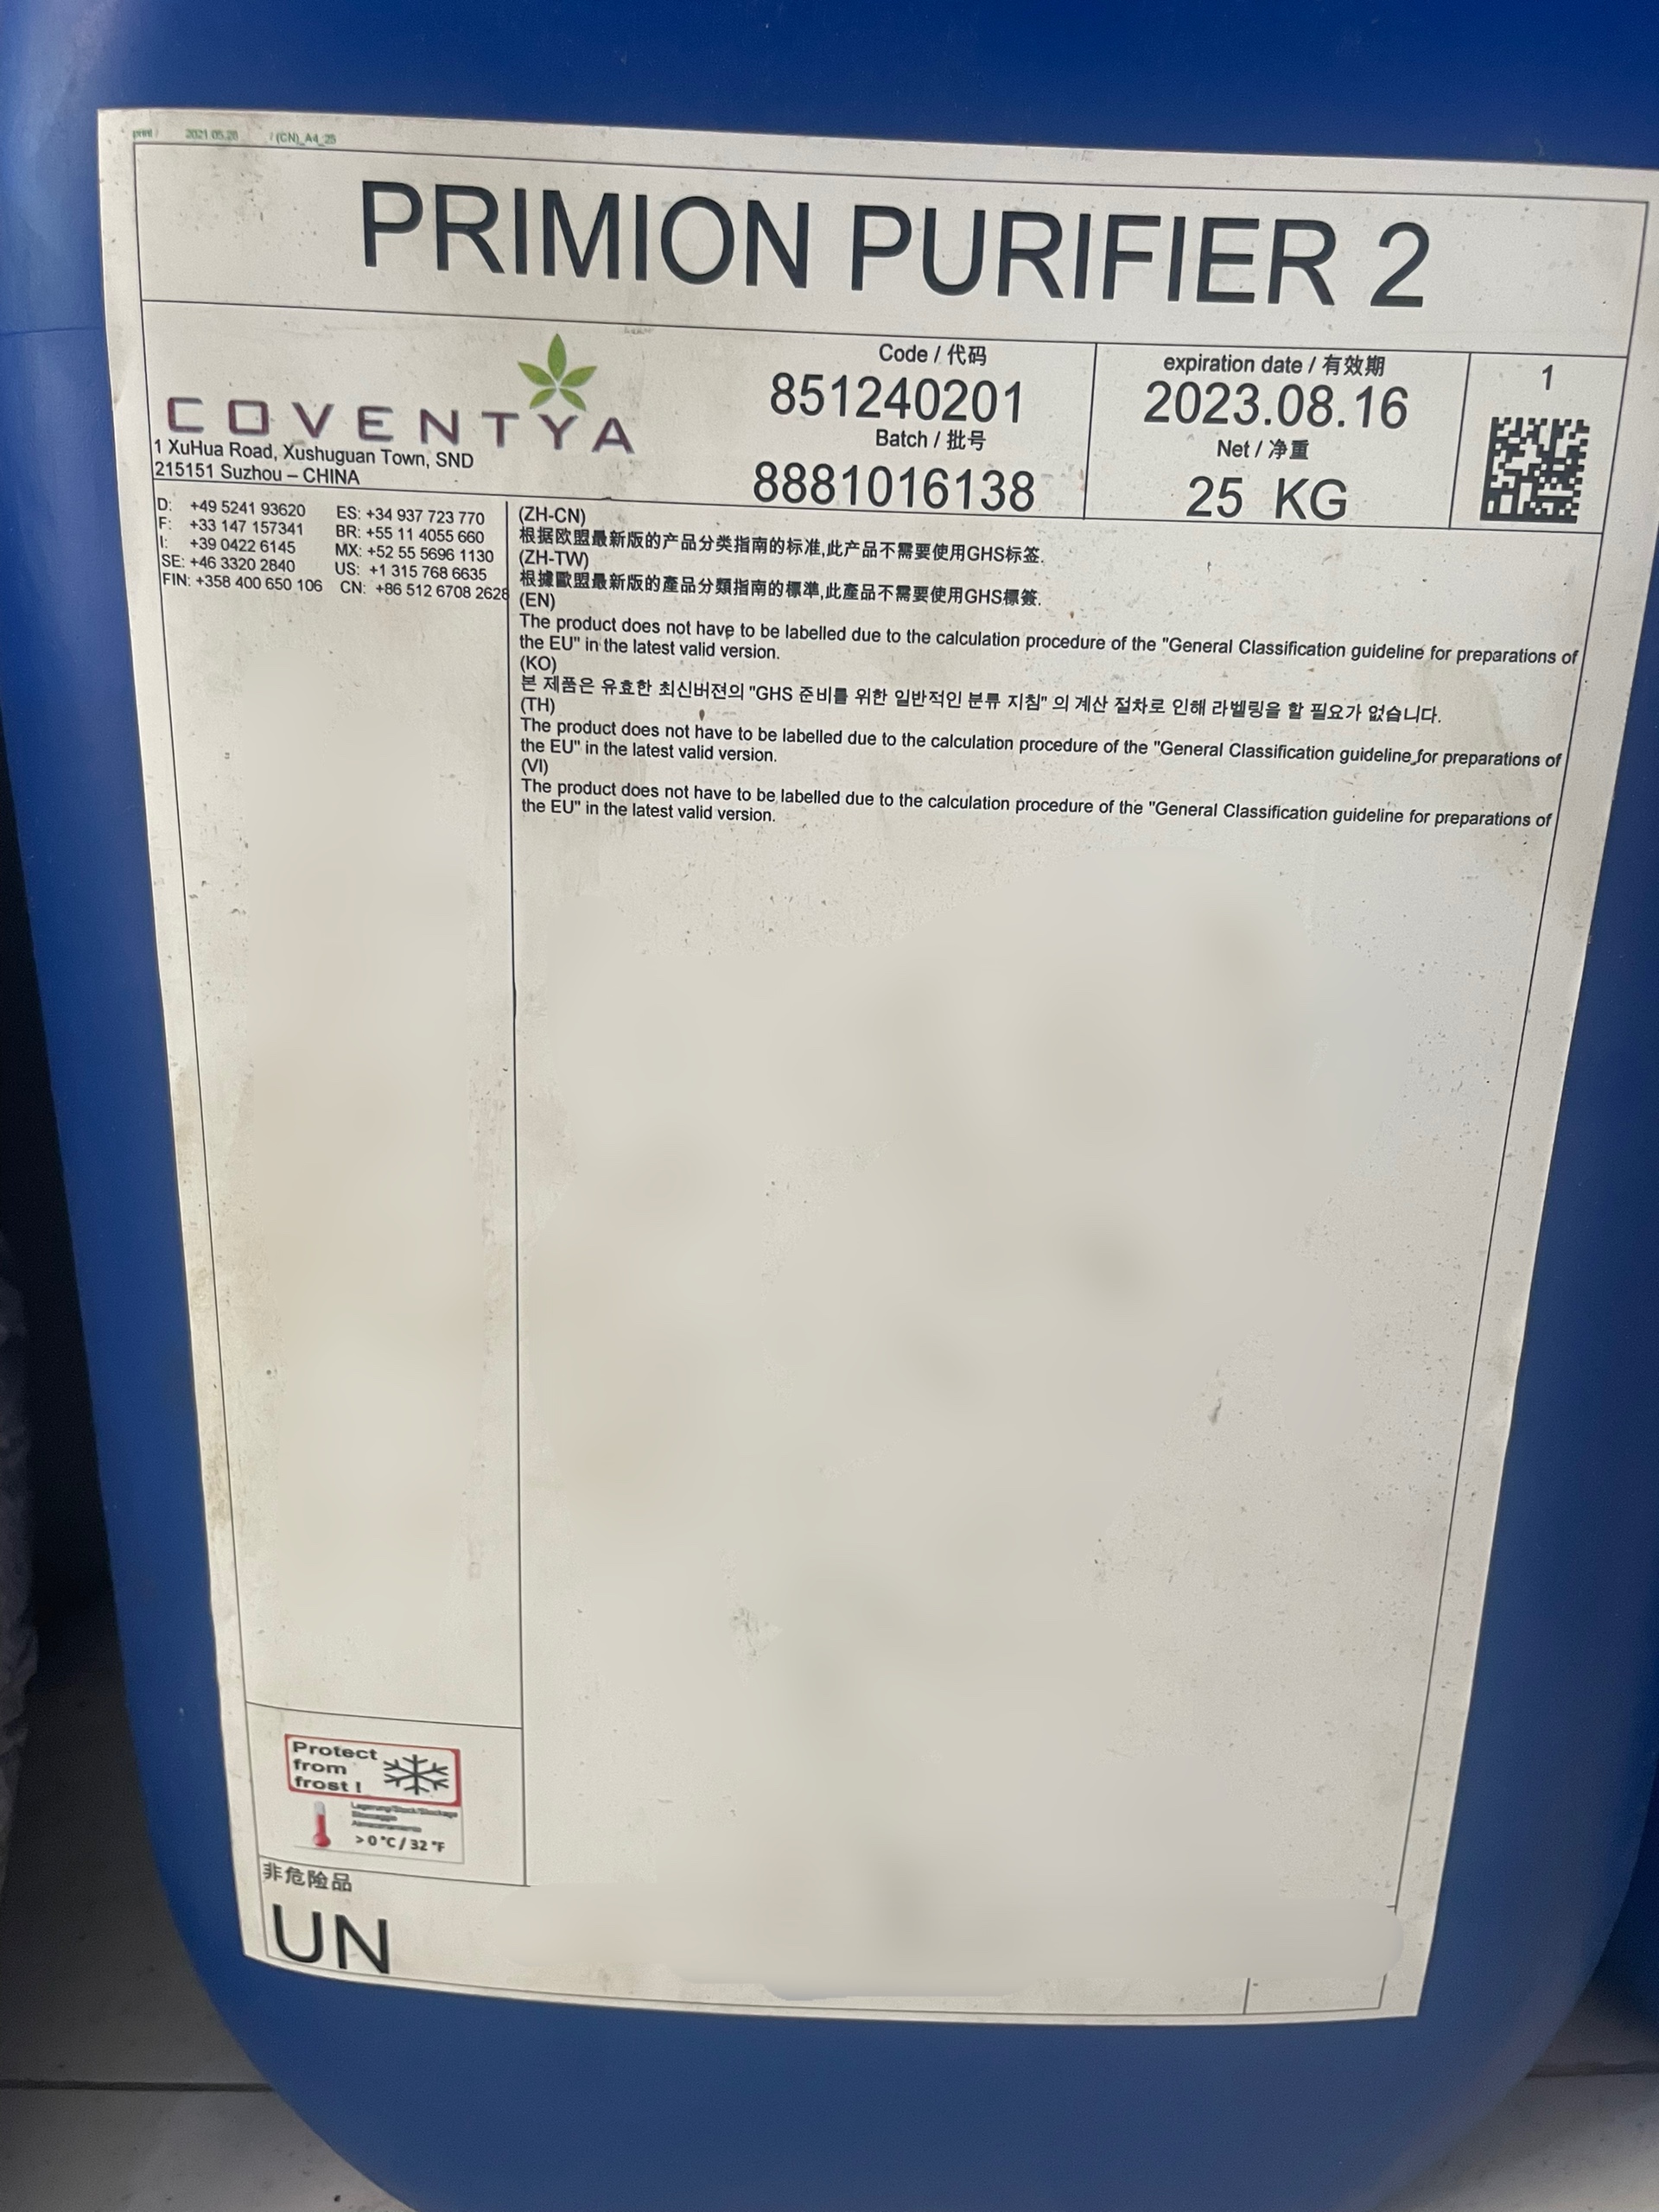 print / 2021.05.28 / (CN)_A4_25
PRIMION PURIFIER 2
COVENTYA
1 XuHua Road, Xushuguan Town, SND
215151 Suzhou – CHINA
Code / 代码
851240201
Batch / 批号
8881016138
expiration date / 有效期
2023.08.16
Net / 净重
25 KG
1
D: +49 5241 93620 ES: +34 937 723 770
F: +33 147 157341 BR: +55 11 4055 660
I: +39 0422 6145 MX: +52 55 5696 1130
SE: +46 3320 2840 US: +1 315 768 6635
FIN: +358 400 650 106 CN: +86 512 6708 2628
(ZH-CN)
根据欧盟最新版的产品分类指南的标准,此产品不需要使用GHS标签.
(ZH-TW)
根據歐盟最新版的產品分類指南的標準,此產品不需要使用GHS標簽.
(EN)
The product does not have to be labelled due to the calculation procedure of the "General Classification guideline for preparations of
the EU" in the latest valid version.
(KO)
본 제품은 유효한 최신버젼의 "GHS 준비를 위한 일반적인 분류 지침" 의 계산 절차로 인해 라벨링을 할 필요가 없습니다.
(TH)
The product does not have to be labelled due to the calculation procedure of the "General Classification guideline for preparations of
the EU" in the latest valid version.
(VI)
The product does not have to be labelled due to the calculation procedure of the "General Classification guideline for preparations of
the EU" in the latest valid version.
Protect
from
frost !
Lagerung/Stock/Stockage
> 0 °C / 32 °F
非危险品
UN